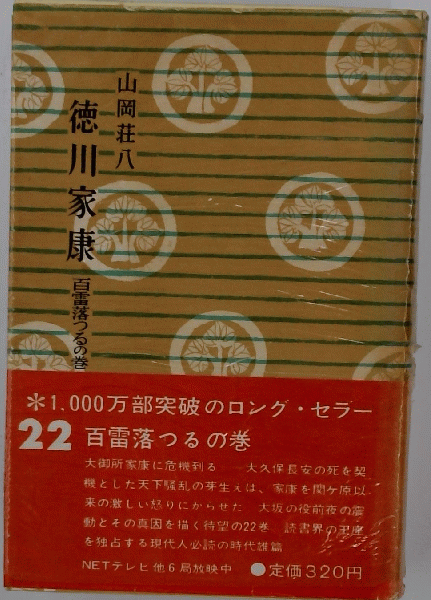 山岡荘八
徳川家康
百雷落つるの巻
＊1,000万部突破のロング・セラー
22 百雷落つるの巻
大御所家康に危機到る──大久保長安の死を契
機とした天下騒乱の芽生えは、家康を関ケ原以
来の激しい怒りにからせた 大坂の役前夜の震
動とその真因を描く待望の22巻 読書界の王座
を独占する現代人必読の時代雄篇
NETテレビ他6局放映中 ●定価320円